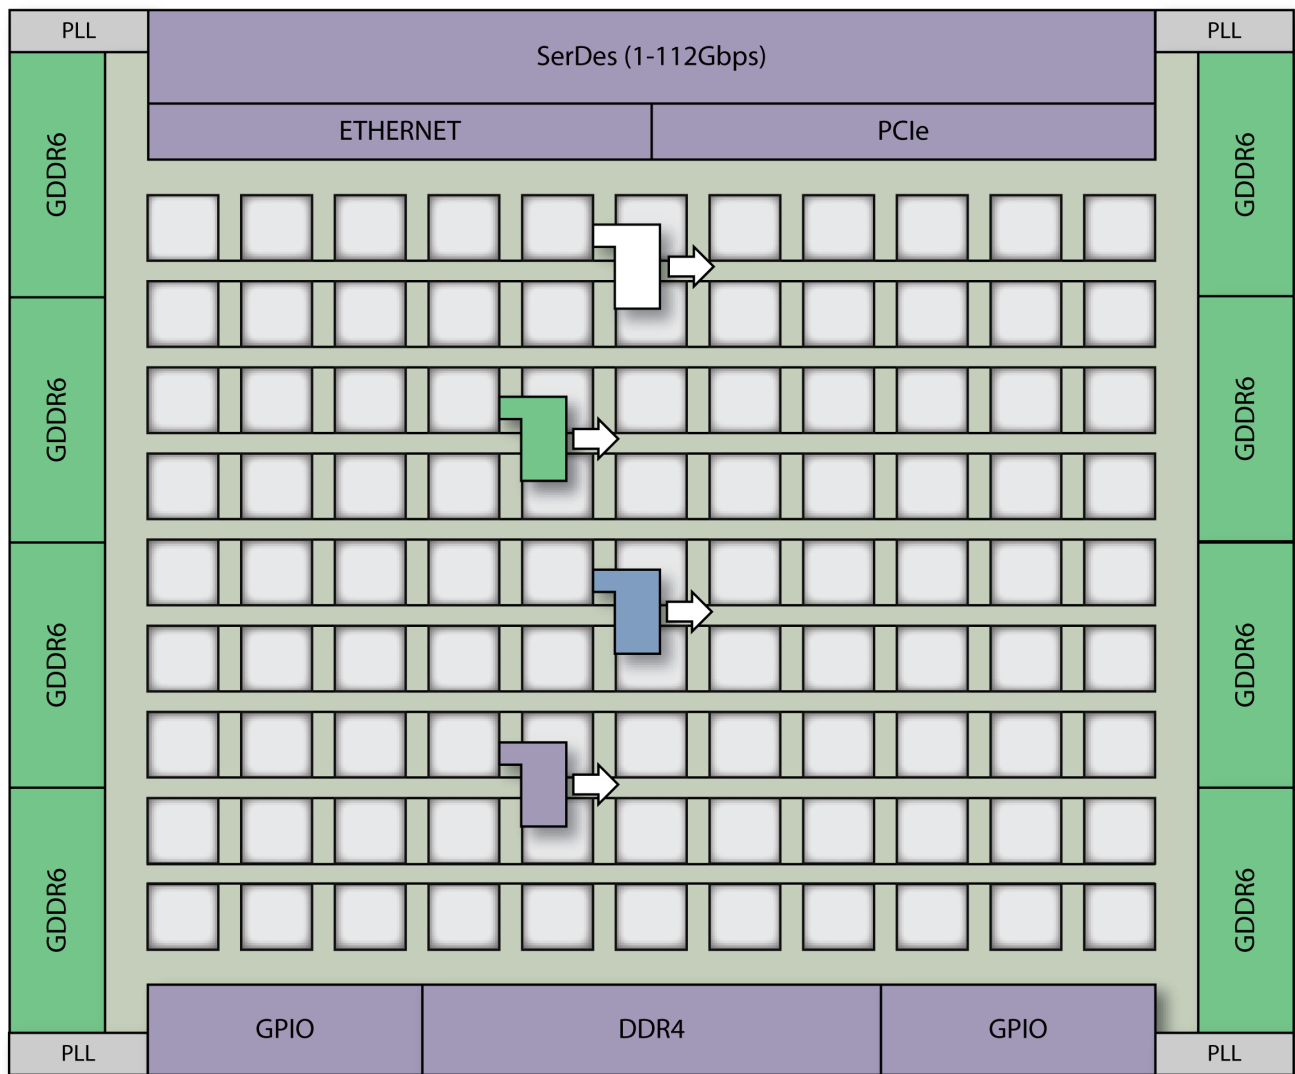 PLL
SerDes (1-112Gbps)
PLL
ETHERNET
PCIe
GDDR6
GDDR6
GDDR6
GDDR6
GDDR6
GDDR6
GDDR6
GDDR6
GPIO
DDR4
GPIO
PLL
PLL